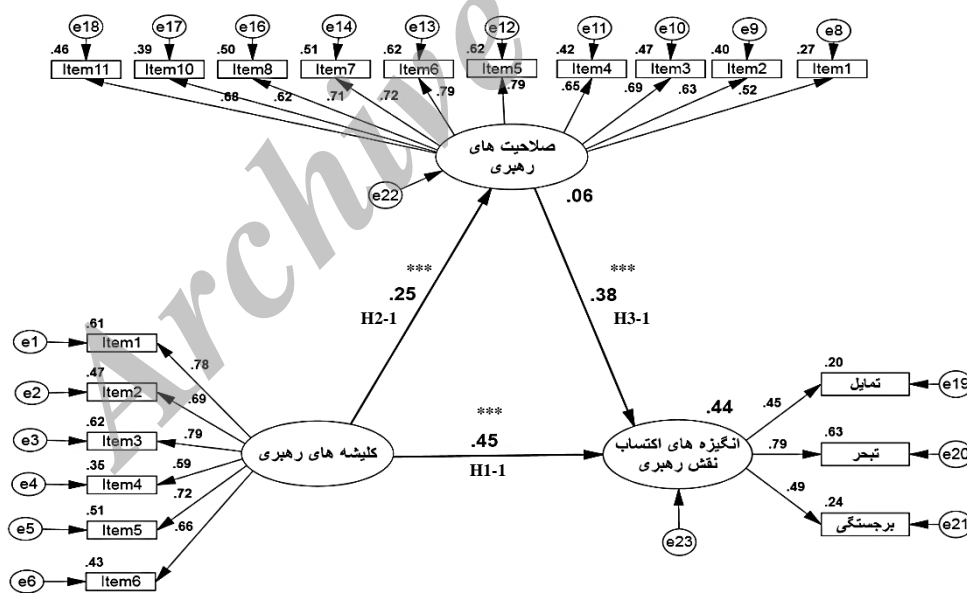 e18 e17 e16 e14 e13 e12 e11 e10 e9 e8
.46 .39 .50 .51 .62 .62 .42 .47 .40 .27
Item11 Item10 Item8 Item7 Item6 Item5 Item4 Item3 Item2 Item1
.68 .62 .71 .72 .79 .79 .65 .69 .63 .52
صلاحیت های
رهبری
e22
.06
Archive
***
.25
H2-1
***
.38
H3-1
.61
e1 Item1 .78
.47
e2 Item2 .69
.62
e3 Item3 .79
.35
e4 Item4 .59
.51
e5 Item5 .72
.43
e6 Item6 .66
کلیشه های رهبری
***
.45
H1-1
.44
انگیزه های اکتساب
نقش رهبری
e23
.20
.45 تمایل e19
.63
.79 تبحر e20
.24
.49 برجستگی e21